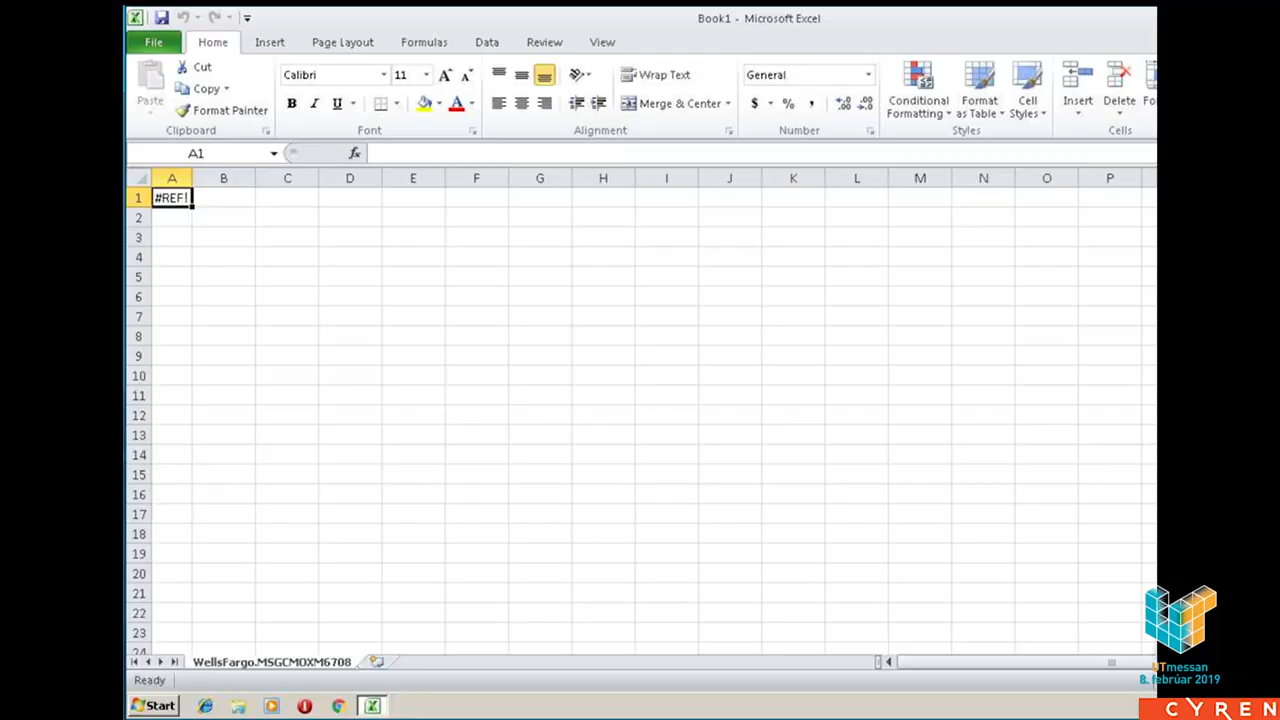 Book1 - Microsoft Excel
File Home Insert Page Layout Formulas Data Review View
Paste
Cut
Copy
Format Painter
Clipboard
Calibri 11
B I U
Font
Wrap Text
Merge & Center
Alignment
General
$ % ,
Number
Conditional Formatting
Format as Table
Cell Styles
Styles
Insert
Delete
Cells
A1 fx
A B C D E F G H I J K L M N O P
1 #REF!
2
3
4
5
6
7
8
9
10
11
12
13
14
15
16
17
18
19
20
21
22
23
24
WellsFargo.MSGCMOXM6708
Ready
Start
UTmessan
8. febrúar 2019
CYREN